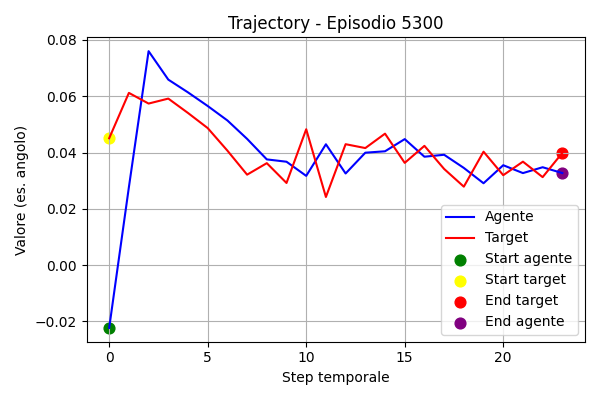 Trajectory - Episodio 5300
Valore (es. angolo)
0.08
0.06
0.04
0.02
0.00
−0.02
0
5
10
15
20
Step temporale
Agente
Target
Start agente
Start target
End target
End agente